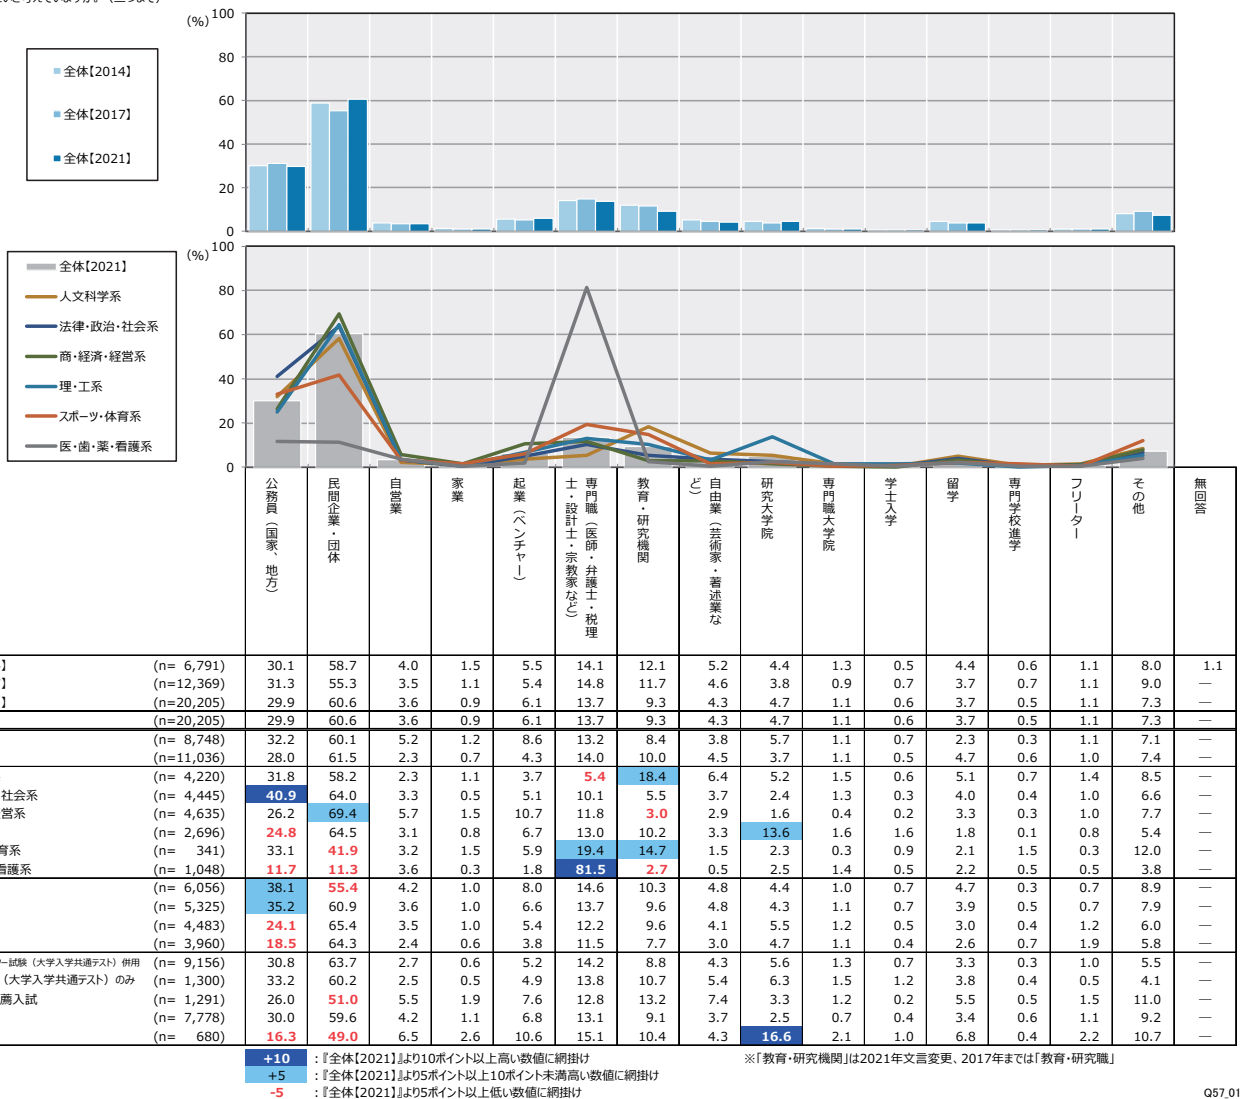 (%)
100
80
60
40
20
0
全体【2014】
全体【2017】
全体【2021】
(%)
100
80
60
40
20
0
全体【2021】
人文科学系
法律・政治・社会系
商・経済・経営系
理・工系
スポーツ・体育系
医・歯・薬・看護系
公務員(国家、地方)
民間企業・団体
自営業
家業
起業(ベンチャー)
専門職(医師・弁護士・税理
士・設計士・宗教家など)
教育・研究機関
自由業(芸術家・著述業な
ど)
研究大学院
専門職大学院
学士入学
留学
専門学校進学
フリーター
その他
無回答
】 (n= 6,791) 30.1 58.7 4.0 1.5 5.5 14.1 12.1 5.2 4.4 1.3 0.5 4.4 0.6 1.1 8.0 1.1
】 (n=12,369) 31.3 55.3 3.5 1.1 5.4 14.8 11.7 4.6 3.8 0.9 0.7 3.7 0.7 1.1 9.0 —
】 (n=20,205) 29.9 60.6 3.6 0.9 6.1 13.7 9.3 4.3 4.7 1.1 0.6 3.7 0.5 1.1 7.3 —
(n=20,205) 29.9 60.6 3.6 0.9 6.1 13.7 9.3 4.3 4.7 1.1 0.6 3.7 0.5 1.1 7.3 —
(n= 8,748) 32.2 60.1 5.2 1.2 8.6 13.2 8.4 3.8 5.7 1.1 0.7 2.3 0.3 1.1 7.1 —
(n=11,036) 28.0 61.5 2.3 0.7 4.3 14.0 10.0 4.5 3.7 1.1 0.5 4.7 0.6 1.0 7.4 —
(n= 4,220) 31.8 58.2 2.3 1.1 3.7 5.4 18.4 6.4 5.2 1.5 0.6 5.1 0.7 1.4 8.5 —
社会系 (n= 4,445) 40.9 64.0 3.3 0.5 5.1 10.1 5.5 3.7 2.4 1.3 0.3 4.0 0.4 1.0 6.6 —
営系 (n= 4,635) 26.2 69.4 5.7 1.5 10.7 11.8 3.0 2.9 1.6 0.4 0.2 3.3 0.3 1.0 7.7 —
(n= 2,696) 24.8 64.5 3.1 0.8 6.7 13.0 10.2 3.3 13.6 1.6 1.6 1.8 0.1 0.8 5.4 —
育系 (n= 341) 33.1 41.9 3.2 1.5 5.9 19.4 14.7 1.5 2.3 0.3 0.9 2.1 1.5 0.3 12.0 —
看護系 (n= 1,048) 11.7 11.3 3.6 0.3 1.8 81.5 2.7 0.5 2.5 1.4 0.5 2.2 0.5 0.5 3.8 —
(n= 6,056) 38.1 55.4 4.2 1.0 8.0 14.6 10.3 4.8 4.4 1.0 0.7 4.7 0.3 0.7 8.9 —
(n= 5,325) 35.2 60.9 3.6 1.0 6.6 13.7 9.6 4.8 4.3 1.1 0.7 3.9 0.5 0.7 7.9 —
(n= 4,483) 24.1 65.4 3.5 1.0 5.4 12.2 9.6 4.1 5.5 1.2 0.5 3.0 0.4 1.2 6.0 —
(n= 3,960) 18.5 64.3 2.4 0.6 3.8 11.5 7.7 3.0 4.7 1.1 0.4 2.6 0.7 1.9 5.8 —
ー試験(大学入学共通テスト)併用 (n= 9,156) 30.8 63.7 2.7 0.6 5.2 14.2 8.8 4.3 5.6 1.3 0.7 3.3 0.3 1.0 5.5 —
(大学入学共通テスト)のみ (n= 1,300) 33.2 60.2 2.5 0.5 4.9 13.8 10.7 5.4 6.3 1.5 1.2 3.8 0.4 0.5 4.1 —
薦入試 (n= 1,291) 26.0 51.0 5.5 1.9 7.6 12.8 13.2 7.4 3.3 1.2 0.2 5.5 0.5 1.5 11.0 —
(n= 7,778) 30.0 59.6 4.2 1.1 6.8 13.1 9.1 3.7 2.5 0.7 0.4 3.4 0.6 1.1 9.2 —
(n= 680) 16.3 49.0 6.5 2.6 10.6 15.1 10.4 4.3 16.6 2.1 1.0 6.8 0.4 2.2 10.7 —
+10 :『全体【2021】』より10ポイント以上高い数値に網掛け ※「教育・研究機関」は2021年文言変更、2017年までは「教育・研究職」
+5 :『全体【2021】』より5ポイント以上10ポイント未満高い数値に網掛け
-5 :『全体【2021】』より5ポイント以上低い数値に網掛け
Q57_01